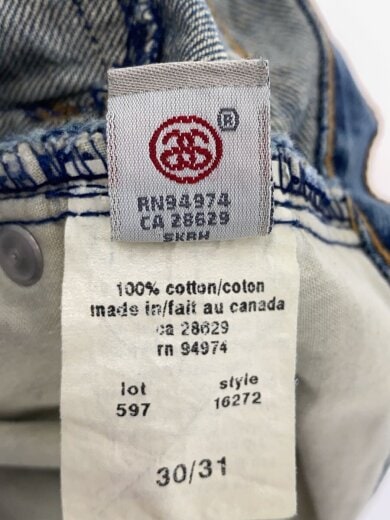 ®
RN94974
CA 28629
SKRW
100% cotton/coton
made in/fait au canada
ca 28629
rn 94974
lot
597
style
16272
30/31